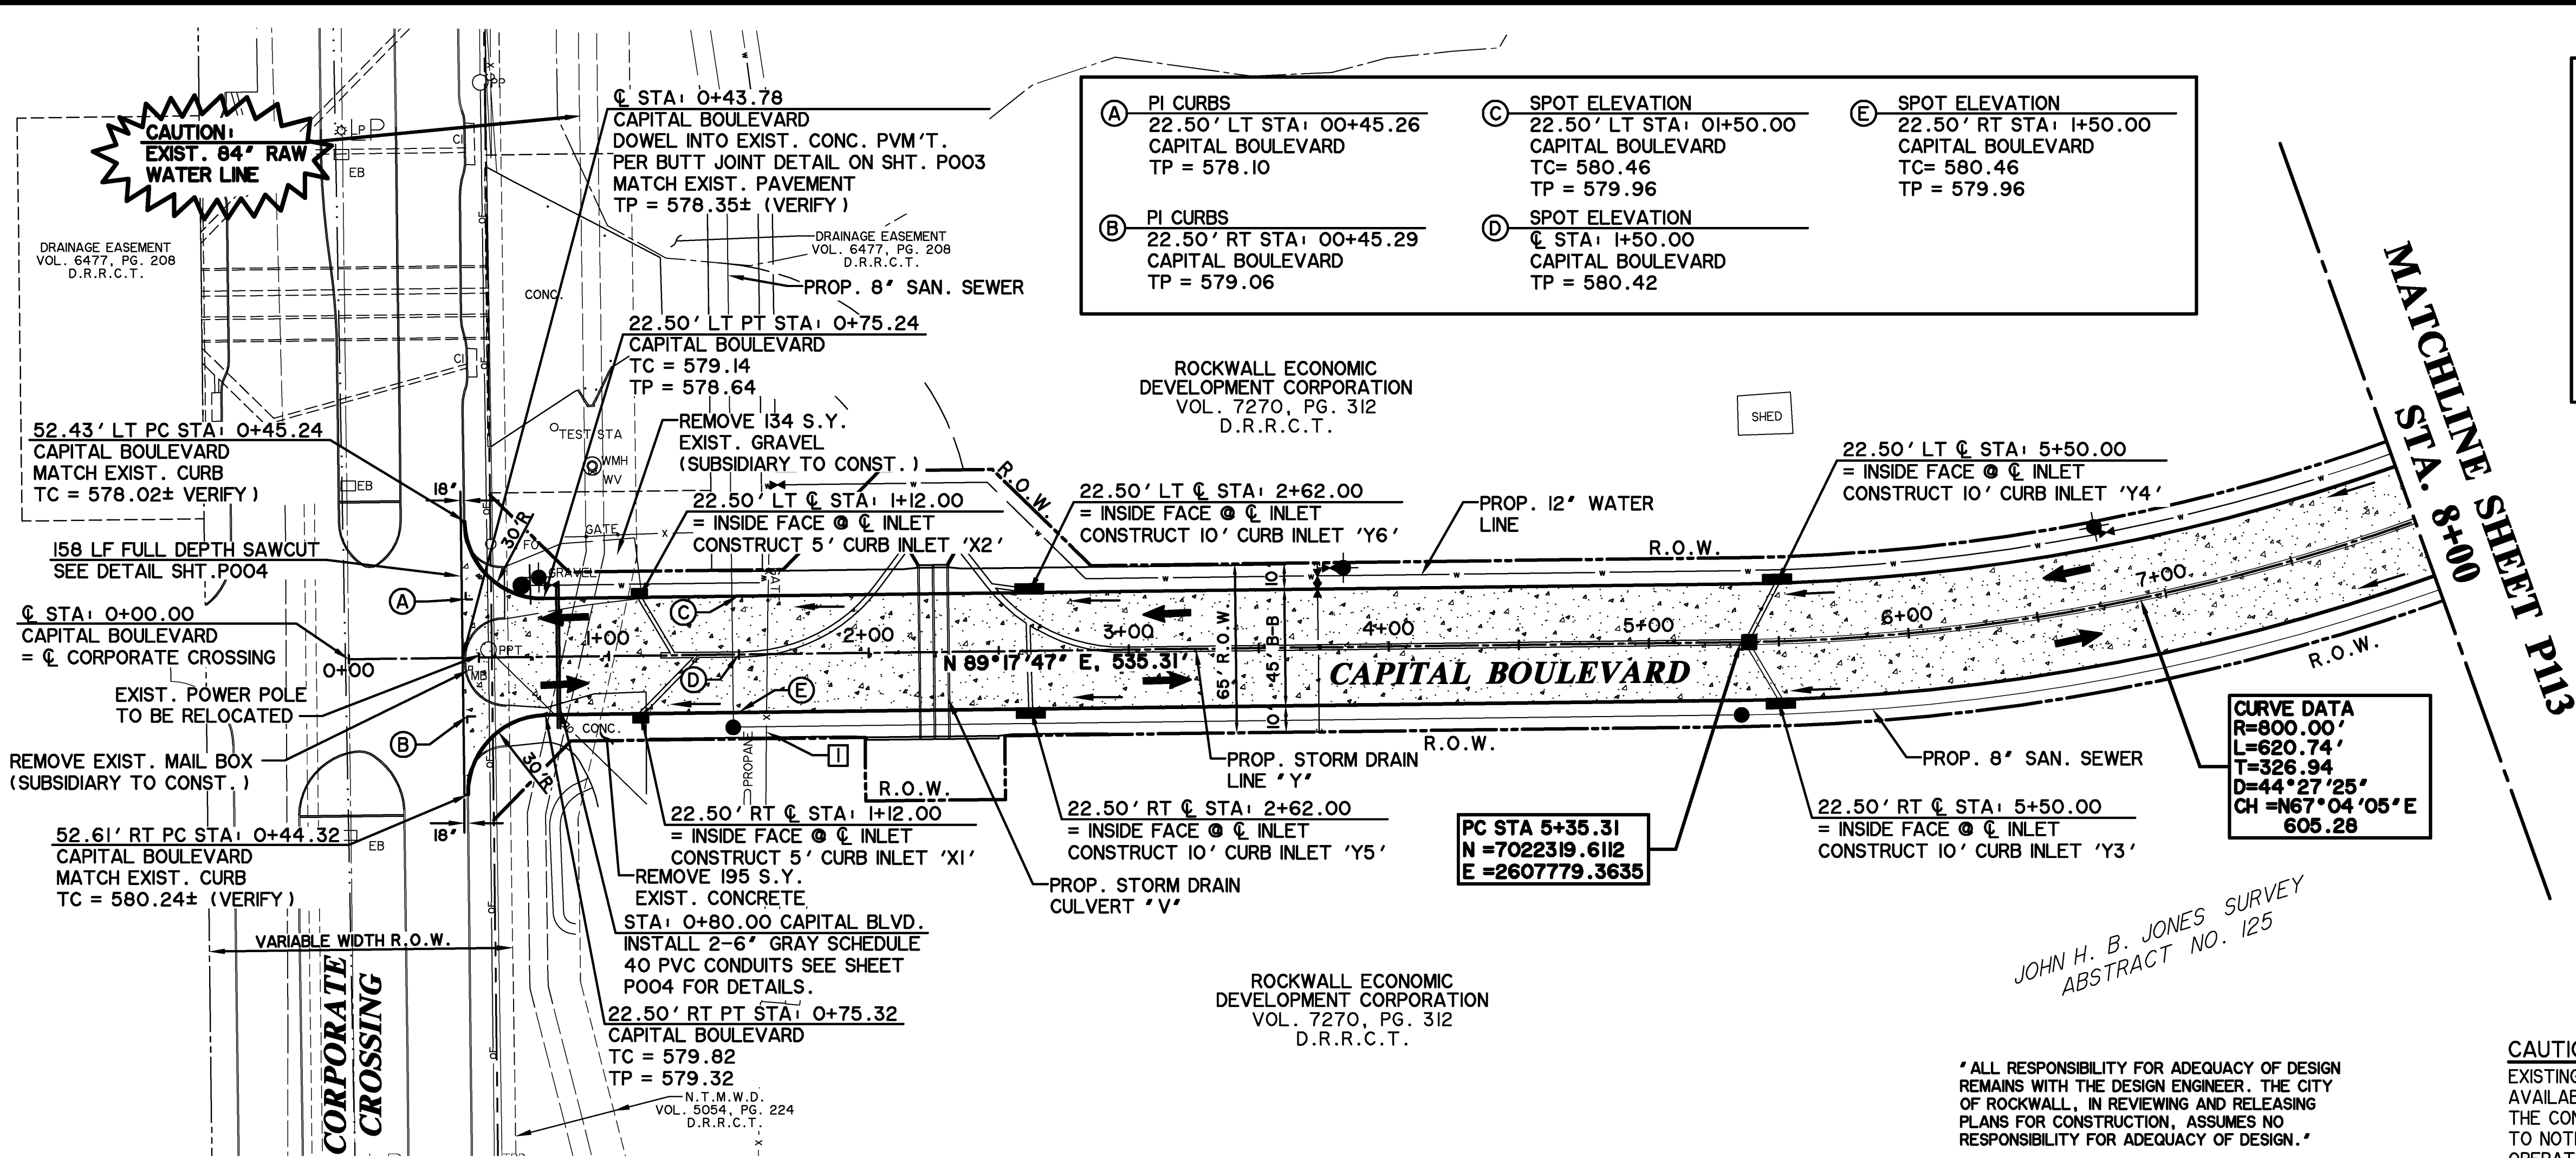 CAUTION:
EXIST. 84" RAW
WATER LINE
LP
PP
CI
EB
℄ STA: 0+43.78
CAPITAL BOULEVARD
DOWEL INTO EXIST. CONC. PVM'T.
PER BUTT JOINT DETAIL ON SHT. P003
MATCH EXIST. PAVEMENT
TP = 578.35± (VERIFY)
A PI CURBS
22.50' LT STA: 00+45.26
CAPITAL BOULEVARD
TP = 578.10
B PI CURBS
22.50' RT STA: 00+45.29
CAPITAL BOULEVARD
TP = 579.06
C SPOT ELEVATION
22.50' LT STA: 01+50.00
CAPITAL BOULEVARD
TC= 580.46
TP = 579.96
D SPOT ELEVATION
℄ STA: 1+50.00
CAPITAL BOULEVARD
TP = 580.42
E SPOT ELEVATION
22.50' RT STA: 1+50.00
CAPITAL BOULEVARD
TC= 580.46
TP = 579.96
DRAINAGE EASEMENT
VOL. 6477, PG. 208
D.R.R.C.T.
DRAINAGE EASEMENT
VOL. 6477, PG. 208
D.R.R.C.T.
CONC.
PROP. 8" SAN. SEWER
22.50' LT PT STA: 0+75.24
CAPITAL BOULEVARD
TC = 579.14
TP = 578.64
CI
ROCKWALL ECONOMIC
DEVELOPMENT CORPORATION
VOL. 7270, PG. 312
D.R.R.C.T.
SHED
MATCHLINE SHEET P113
STA. 8+00
52.43' LT PC STA: 0+45.24
CAPITAL BOULEVARD
MATCH EXIST. CURB
TC = 578.02± VERIFY)
TEST STA
WMH
WV
EB
REMOVE 134 S.Y.
EXIST. GRAVEL
(SUBSIDIARY TO CONST.)
18"
30'R
GATE
FO
GRAVEL
22.50' LT ℄ STA: 1+12.00
= INSIDE FACE @ ℄ INLET
CONSTRUCT 5' CURB INLET 'X2'
R.O.W.
22.50' LT ℄ STA: 2+62.00
= INSIDE FACE @ ℄ INLET
CONSTRUCT 10' CURB INLET 'Y6'
PROP. 12" WATER
LINE
R.O.W.
22.50' LT ℄ STA: 5+50.00
= INSIDE FACE @ ℄ INLET
CONSTRUCT 10' CURB INLET 'Y4'
158 LF FULL DEPTH SAWCUT
SEE DETAIL SHT.P004
A
℄ STA: 0+00.00
CAPITAL BOULEVARD
= ℄ CORPORATE CROSSING
0+00
EXIST. POWER POLE
TO BE RELOCATED
B
REMOVE EXIST. MAIL BOX
(SUBSIDIARY TO CONST.)
PPT
MB
1+00
2+00
3+00
4+00
5+00
6+00
7+00
C
D
E
N 89°17'47" E, 535.31'
CAPITAL BOULEVARD
65' R.O.W
10'
45' B-B
10'
CONC.
30'R
PROPANE
1
R.O.W.
R.O.W.
R.O.W.
PROP. STORM DRAIN
LINE "Y"
PROP. 8" SAN. SEWER
CURVE DATA
R=800.00'
L=620.74'
T=326.94
D=44°27'25"
CH =N67°04'05"E
605.28
52.61' RT PC STA: 0+44.32
CAPITAL BOULEVARD
MATCH EXIST. CURB
TC = 580.24± (VERIFY)
18"
EB
22.50' RT ℄ STA: 1+12.00
= INSIDE FACE @ ℄ INLET
CONSTRUCT 5' CURB INLET 'X1'
REMOVE 195 S.Y.
EXIST. CONCRETE
22.50' RT ℄ STA: 2+62.00
= INSIDE FACE @ ℄ INLET
CONSTRUCT 10' CURB INLET 'Y5'
PROP. STORM DRAIN
CULVERT "V"
PC STA 5+35.31
N =7022319.6112
E =2607779.3635
22.50' RT ℄ STA: 5+50.00
= INSIDE FACE @ ℄ INLET
CONSTRUCT 10' CURB INLET 'Y3'
STA: 0+80.00 CAPITAL BLVD.
INSTALL 2-6" GRAY SCHEDULE
40 PVC CONDUITS SEE SHEET
P004 FOR DETAILS.
VARIABLE WIDTH R.O.W.
CORPORATE
CROSSING
22.50' RT PT STA: 0+75.32
CAPITAL BOULEVARD
TC = 579.82
TP = 579.32
N.T.M.W.D.
VOL. 5054, PG. 224
D.R.R.C.T.
ROCKWALL ECONOMIC
DEVELOPMENT CORPORATION
VOL. 7270, PG. 312
D.R.R.C.T.
JOHN H. B. JONES SURVEY
ABSTRACT NO. 125
"ALL RESPONSIBILITY FOR ADEQUACY OF DESIGN
REMAINS WITH THE DESIGN ENGINEER. THE CITY
OF ROCKWALL, IN REVIEWING AND RELEASING
PLANS FOR CONSTRUCTION, ASSUMES NO
RESPONSIBILITY FOR ADEQUACY OF DESIGN."
THE
TO